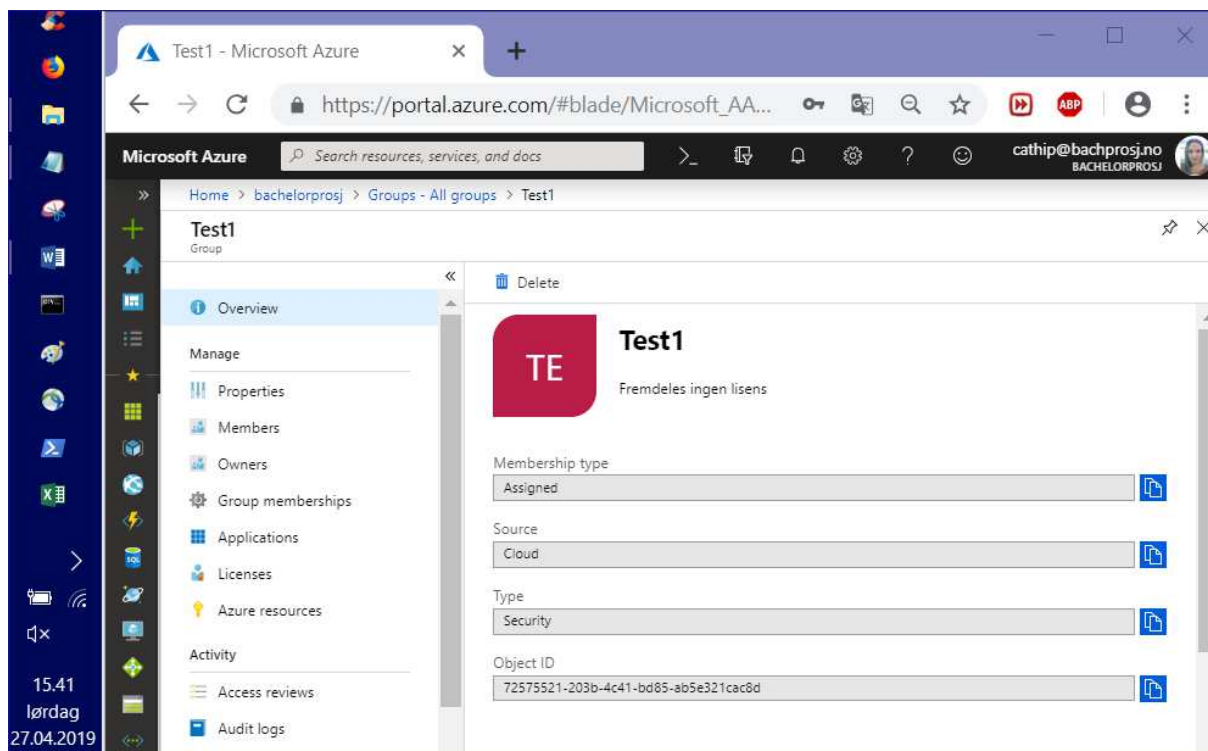 Test1 - Microsoft Azure
https://portal.azure.com/#blade/Microsoft_AA...
ABP
Microsoft Azure
Search resources, services, and docs
cathip@bachprosj.no
BACHELORPROSJ
Home > bachelorprosj > Groups - All groups > Test1
Test1
Group
Overview
Manage
Properties
Members
Owners
Group memberships
Applications
Licenses
Azure resources
Activity
Access reviews
Audit logs
Delete
TE
Test1
Fremdeles ingen lisens
Membership type
Assigned
Source
Cloud
Type
Security
Object ID
72575521-203b-4c41-bd85-ab5e321cac8d
SQL
15.41
lørdag
27.04.2019